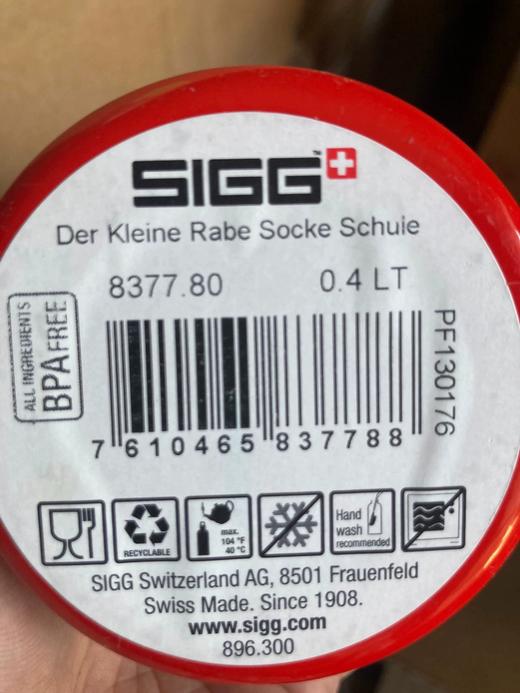 SIGG™
Der Kleine Rabe Socke Schule
8377.80 0.4 LT
ALL INGREDIENTS
BPA FREE
PF130176
7 610465 837788
RECYCLABLE
max.
104 °F
40 °C
Hand
wash
recommended
SIGG Switzerland AG, 8501 Frauenfeld
Swiss Made. Since 1908.
www.sigg.com
896.300